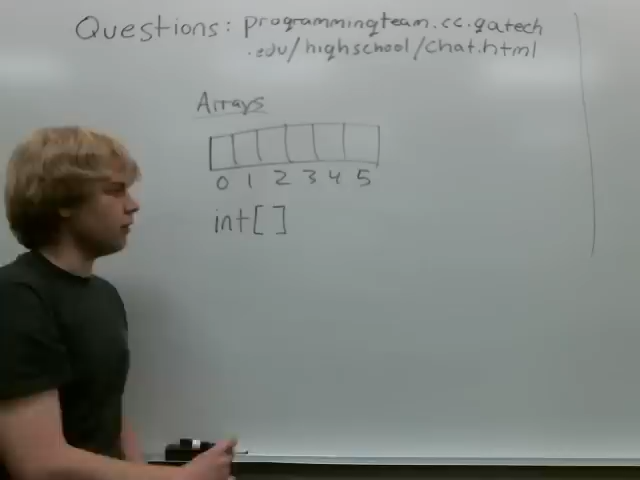 Questions: programmingteam.cc.gatech
.edu/highschool/chat.html
Arrays
0 1 2 3 4 5
int[ ]